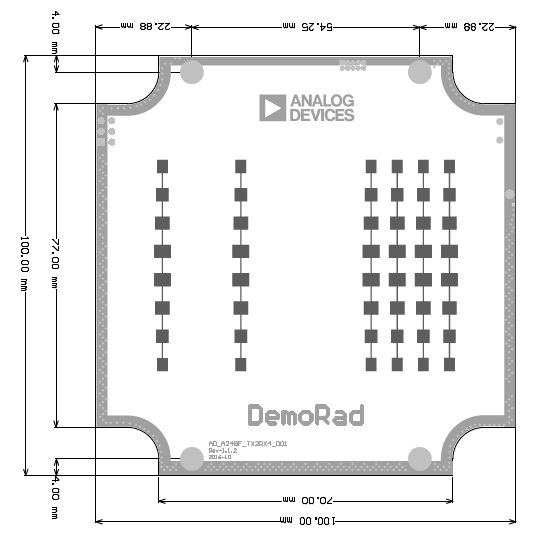 4.00 mm
22.88 mm
54.25 mm
22.88 mm
ANALOG
DEVICES
100.00 mm
77.00 mm
DemoRad
AD_A24BF_TX2RX4_001
Rev-1.1.2
2016-10
4.00 mm
70.00 mm
100.00 mm